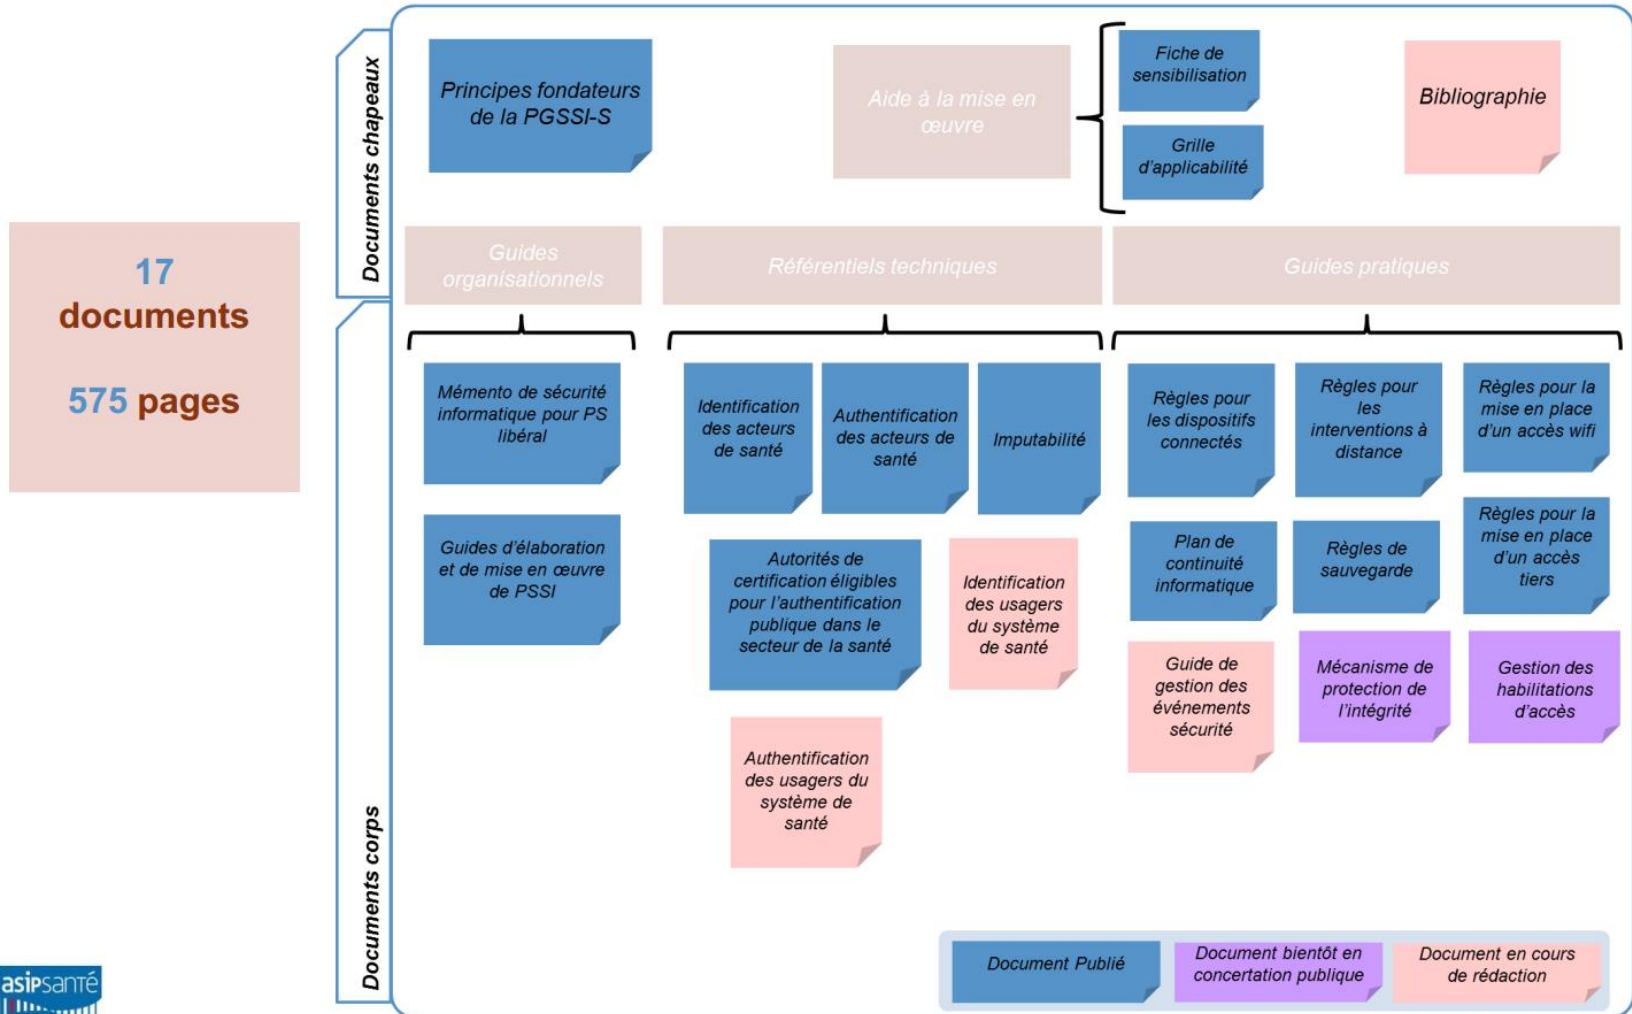 17
documents
575 pages
Documents chapeaux
Principes fondateurs
de la PGSSI-S
Aide à la mise en
œuvre
Fiche de
sensibilisation
Grille
d'applicabilité
Bibliographie
Guides
organisationnels
Référentiels techniques
Guides pratiques
Documents corps
Mémento de sécurité
informatique pour PS
libéral
Guides d'élaboration
et de mise en œuvre
de PSSI
Identification
des acteurs
de santé
Authentification
des acteurs de
santé
Imputabilité
Autorités de
certification éligibles
pour l'authentification
publique dans le
secteur de la santé
Identification
des usagers
du système
de santé
Authentification
des usagers du
système de
santé
Règles pour
les dispositifs
connectés
Règles pour
les
interventions à
distance
Règles pour la
mise en place
d'un accès wifi
Plan de
continuité
informatique
Règles de
sauvegarde
Règles pour la
mise en place
d'un accès
tiers
Guide de
gestion des
événements
sécurité
Mécanisme de
protection de
l'intégrité
Gestion des
habilitations
d'accès
Document Publié
Document bientôt en
concertation publique
Document en cours
de rédaction
asipsanté